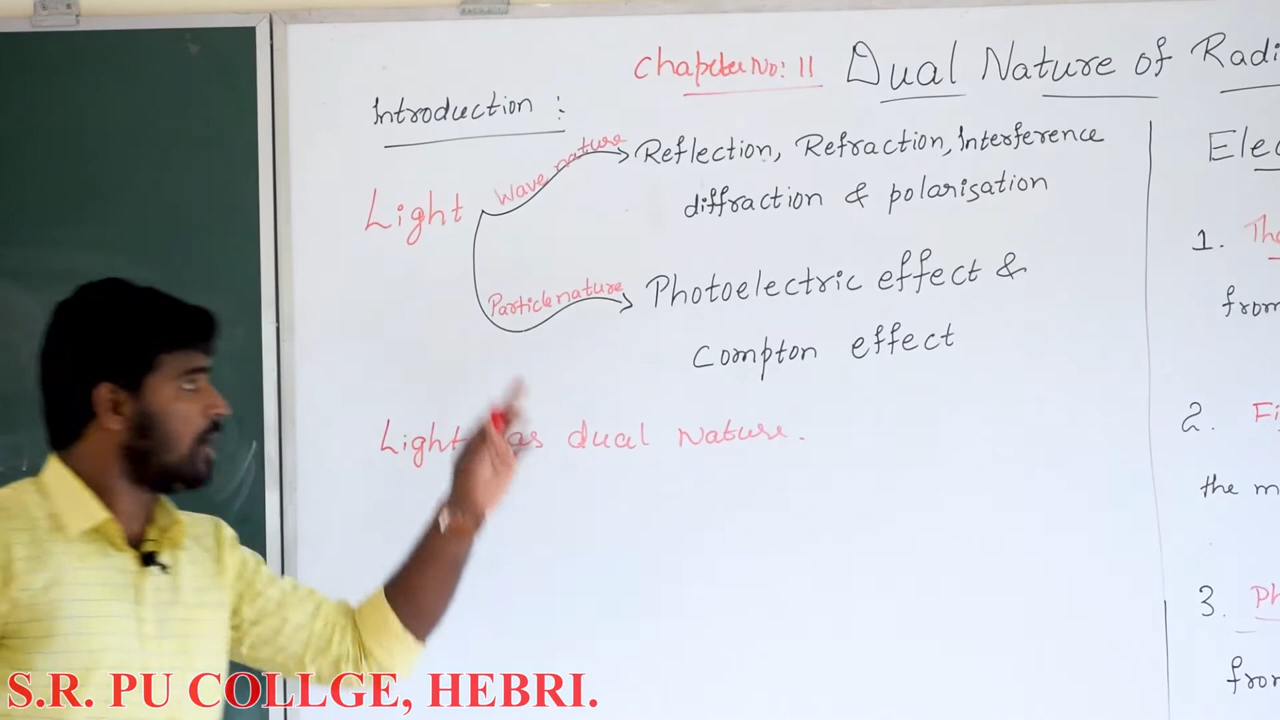 Chapter No: 11 Dual Nature of Radi
Introduction :
Light
Wave nature
Reflection, Refraction, Interference
diffraction & polarisation
Particle nature
Photoelectric effect &
Compton effect
Light as dual Nature.
Elec
1. The
from
2. Fi
the m
3. Ph
from
S.R. PU COLLGE, HEBRI.